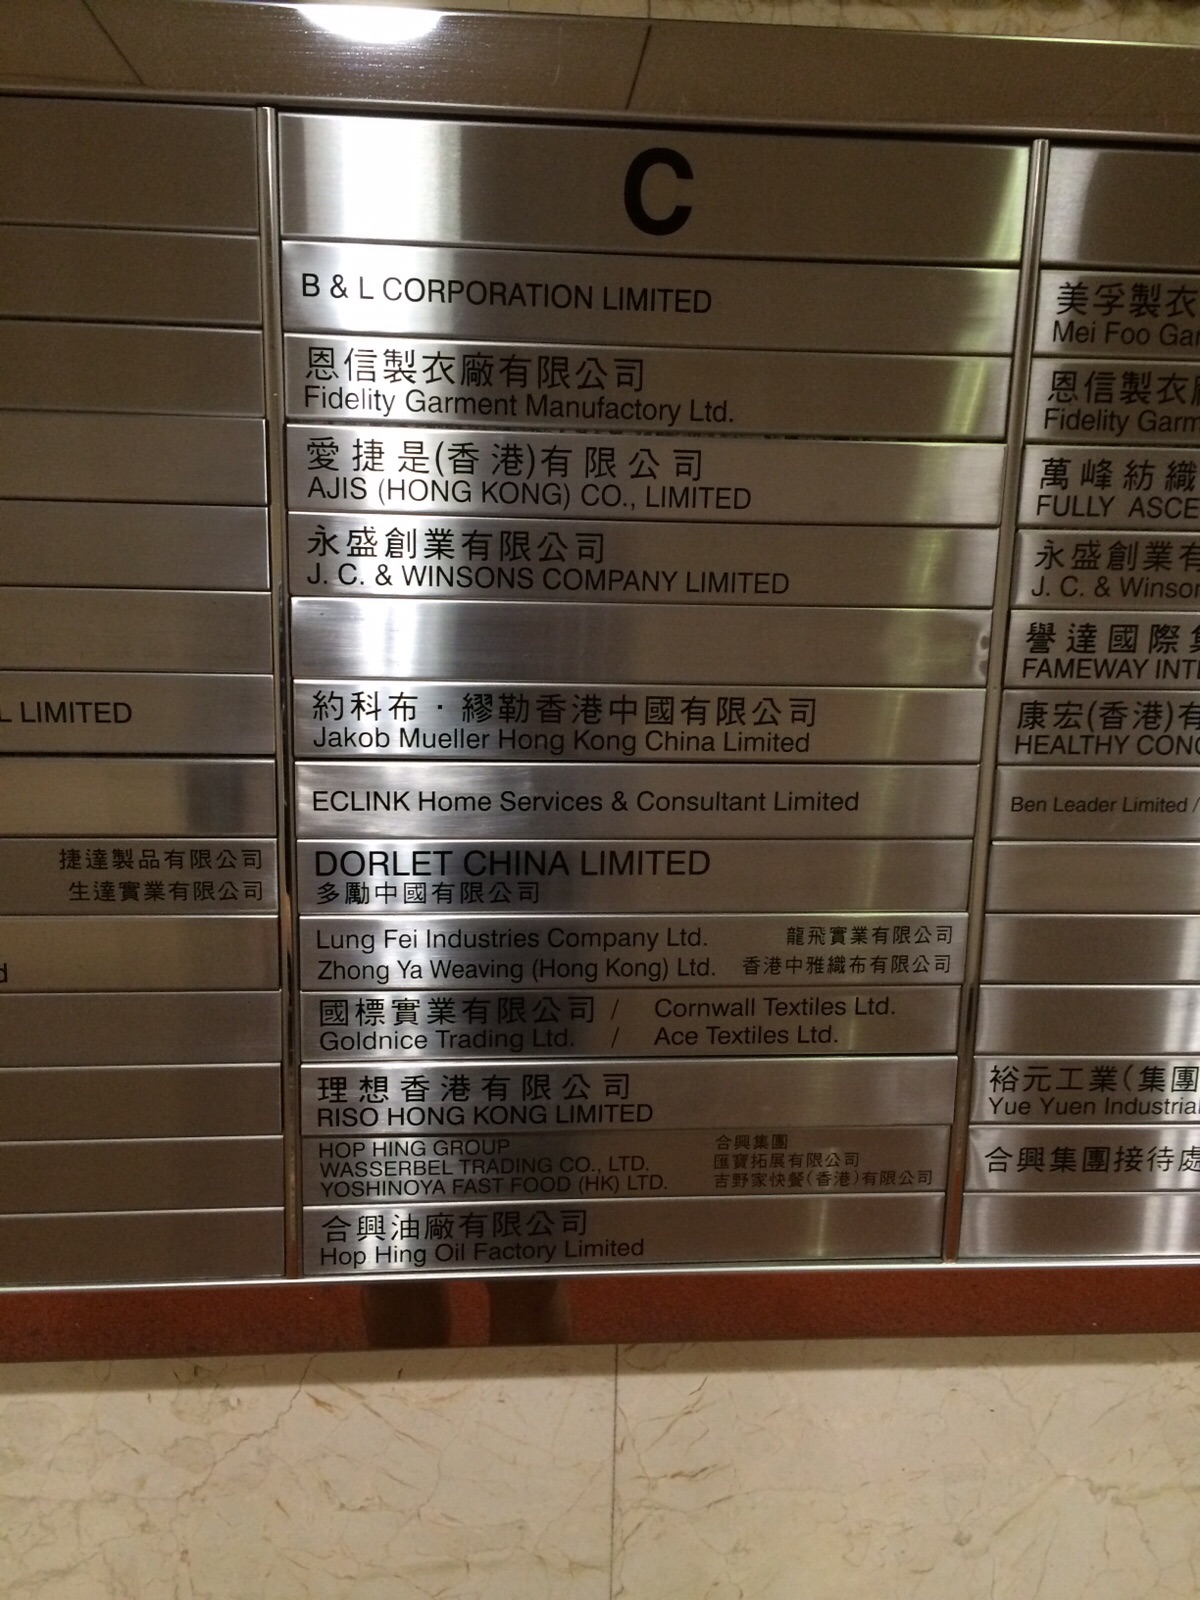 L LIMITED
捷達製品有限公司
生達實業有限公司
d
C
B & L CORPORATION LIMITED
恩信製衣廠有限公司
Fidelity Garment Manufactory Ltd.
愛捷是(香港)有限公司
AJIS (HONG KONG) CO., LIMITED
永盛創業有限公司
J. C. & WINSONS COMPANY LIMITED
約科布·繆勒香港中國有限公司
Jakob Mueller Hong Kong China Limited
ECLINK Home Services & Consultant Limited
DORLET CHINA LIMITED
多勵中國有限公司
Lung Fei Industries Company Ltd. 龍飛實業有限公司
Zhong Ya Weaving (Hong Kong) Ltd. 香港中雅織布有限公司
國標實業有限公司 / Cornwall Textiles Ltd.
Goldnice Trading Ltd. / Ace Textiles Ltd.
理想香港有限公司
RISO HONG KONG LIMITED
HOP HING GROUP 合興集團
WASSERBEL TRADING CO., LTD. 匯寶拓展有限公司
YOSHINOYA FAST FOOD (HK) LTD. 吉野家快餐(香港)有限公司
合興油廠有限公司
Hop Hing Oil Factory Limited
美孚製衣
Mei Foo Gar
恩信製衣廠
Fidelity Garm
萬峰紡織
FULLY ASCE
永盛創業有
J. C. & Winson
譽達國際集
FAMEWAY INTE
康宏(香港)有
HEALTHY CONC
Ben Leader Limited /
裕元工業(集團
Yue Yuen Industrial
合興集團接待處